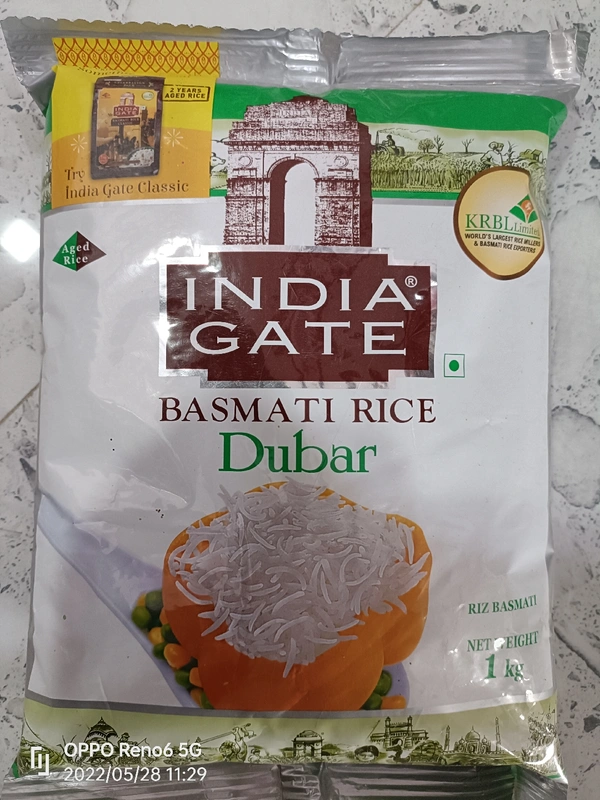 2 YEARS
AGED RICE
INDIA
GATE
Try
India Gate Classic
KRBL Limited
WORLD'S LARGEST RICE MILLERS
& BASMATI RICE EXPORTERS
Aged
Rice
INDIA®
GATE
BASMATI RICE
Dubar
RIZ BASMATI
NET WEIGHT
1 kg
OPPO Reno6 5G
2022/05/28 11:29